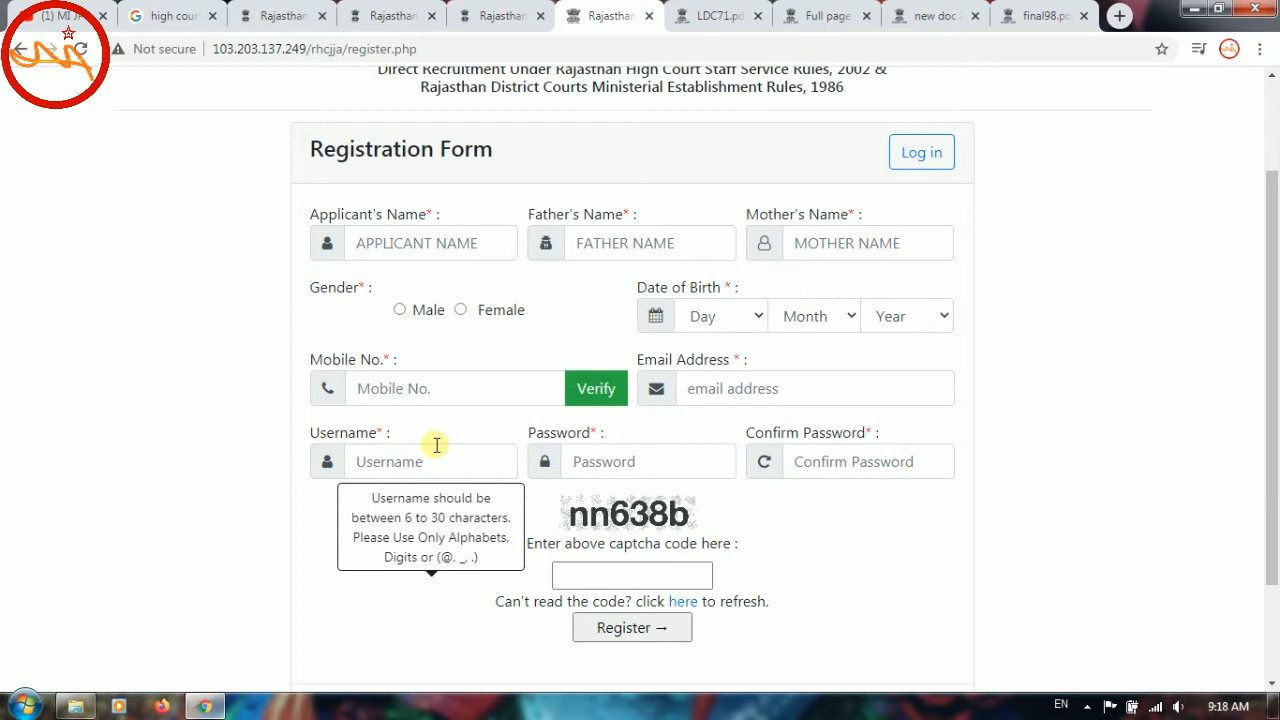 (1) MI
high cour
Rajasthan
Rajasthan
Rajasthan
Rajasthan
LDC71.po
Full page
new doc
final98.po
Not secure
103.203.137.249/rhcjja/register.php
Direct Recruitment Under Rajasthan High Court Staff Service Rules, 2002 &
Rajasthan District Courts Ministerial Establishment Rules, 1986
Registration Form
Log in
Applicant's Name* :
Father's Name* :
Mother's Name* :
APPLICANT NAME
FATHER NAME
MOTHER NAME
Gender* :
Date of Birth * :
Male
Female
Day
Month
Year
Mobile No.* :
Email Address * :
Mobile No.
Verify
email address
Username* :
Password* :
Confirm Password* :
Username
Password
Confirm Password
Username should be
between 6 to 30 characters.
Please Use Only Alphabets,
Digits or (@, _, .)
nn638b
Enter above captcha code here :
Can't read the code? click here to refresh.
Register →
EN
9:18 AM